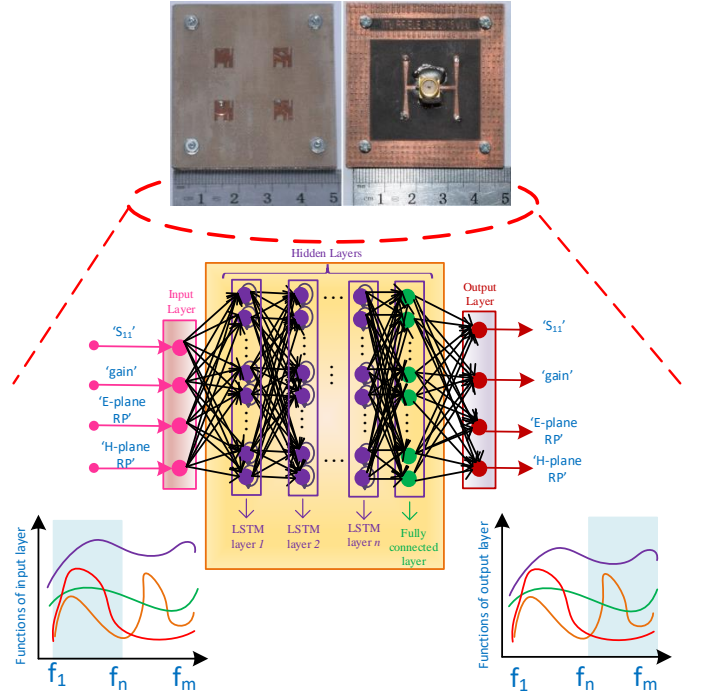 1 2 3 4 5
1 2 3 4 5
Hidden Layers
Input
Layer
Output
Layer
‘S11’
‘gain’
‘E-plane
RP’
‘H-plane
RP’
‘S11’
‘gain’
‘E-plane
RP’
‘H-plane
RP’
LSTM
layer 1
LSTM
layer 2
LSTM
layer n
Fully
connected
layer
Functions of input layer
f1 fn fm
Functions of output layer
f1 fn fm